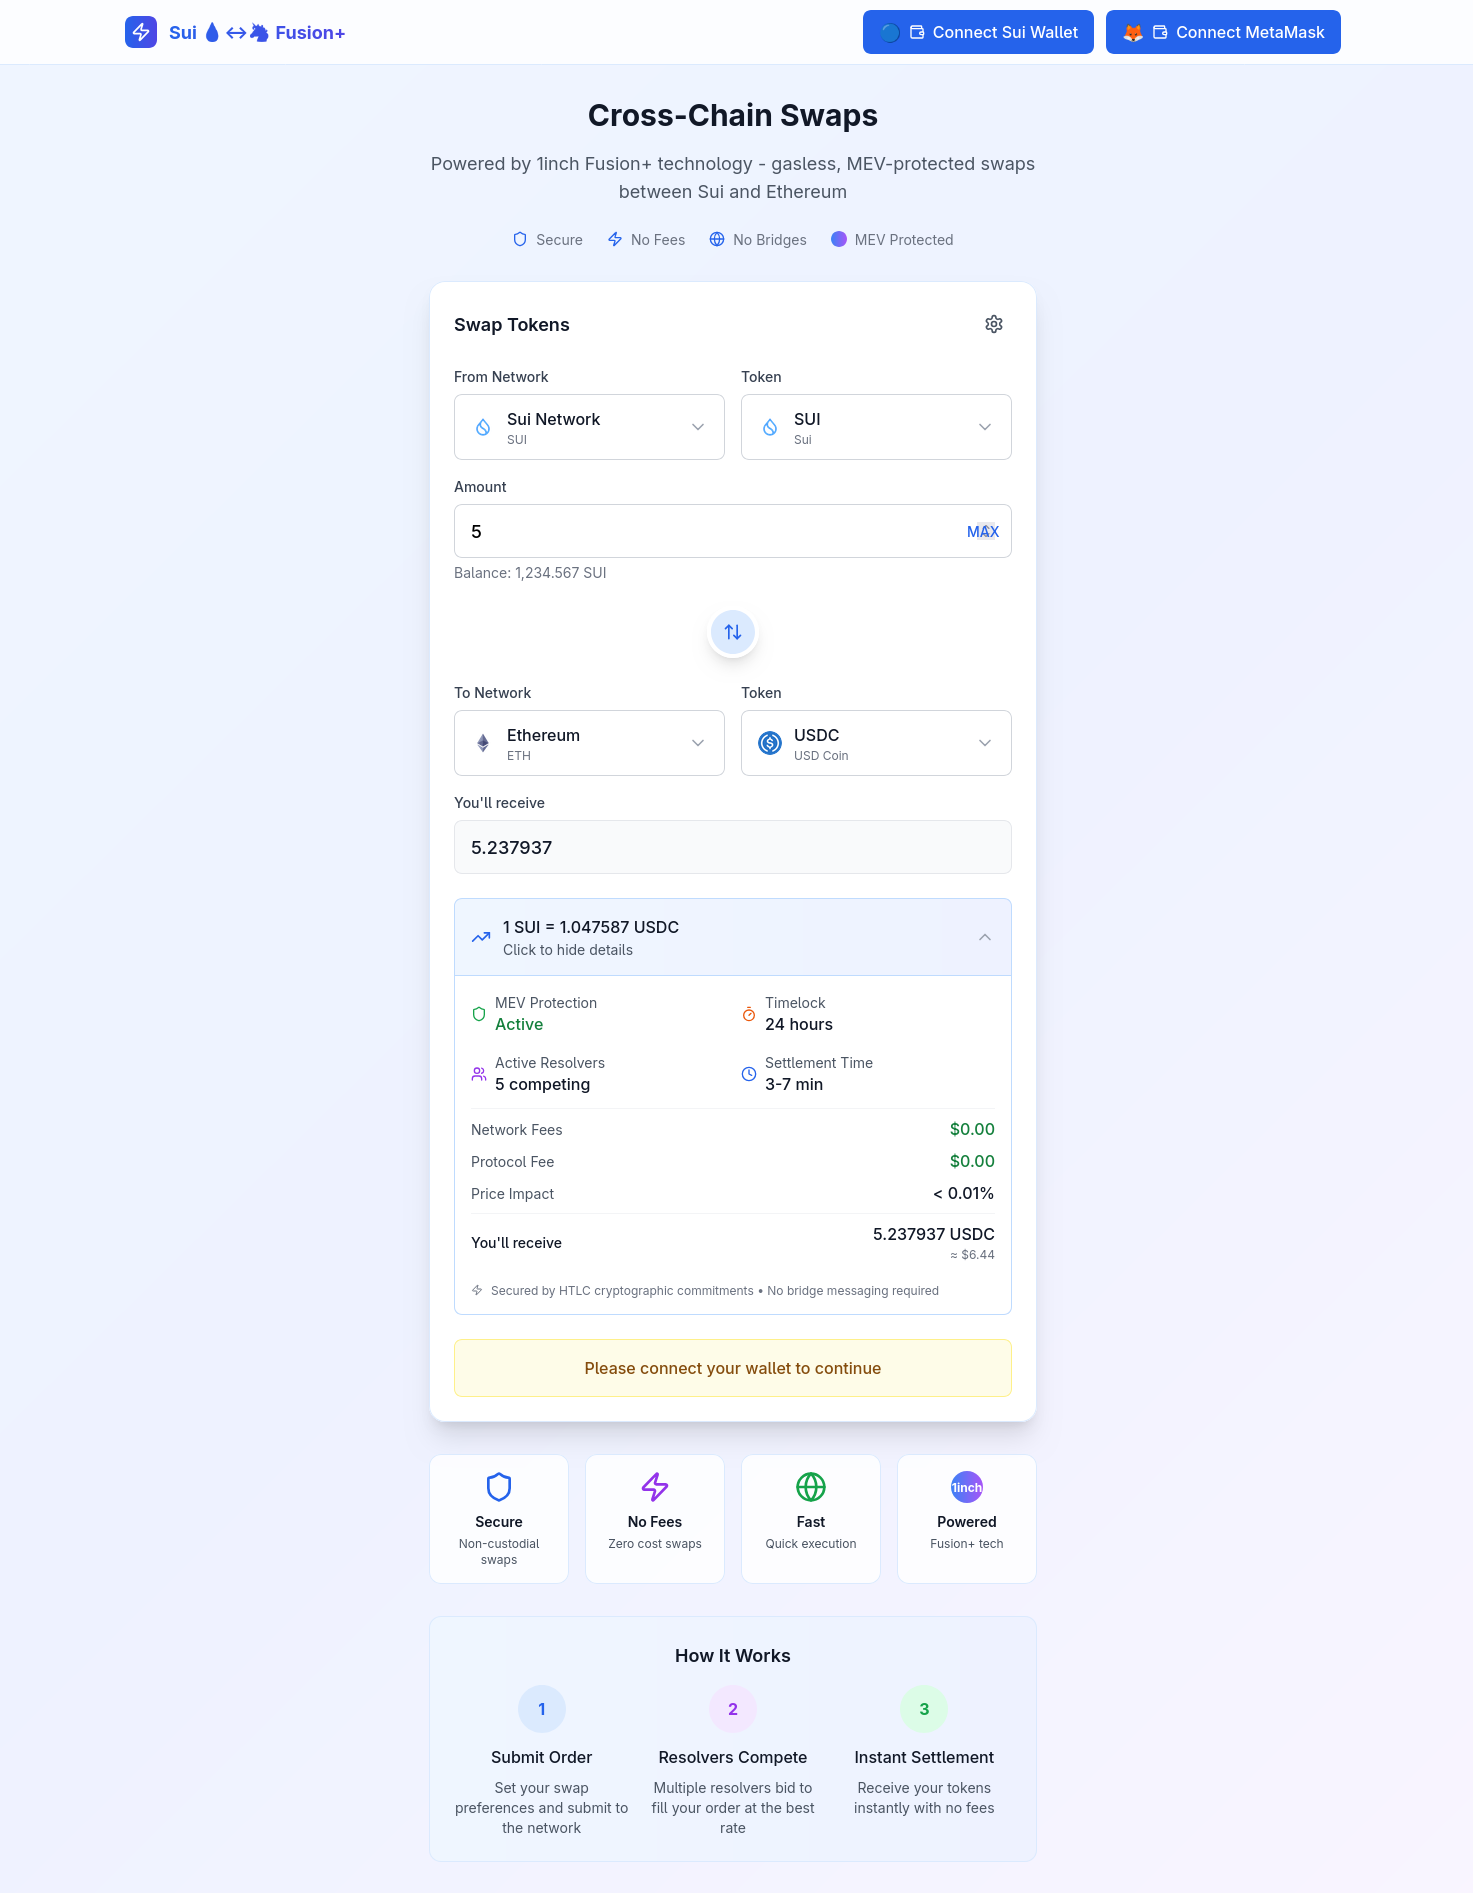 Sui 💧↔🦄 Fusion+
Connect Sui Wallet
Connect MetaMask
Cross-Chain Swaps
Powered by 1inch Fusion+ technology - gasless, MEV-protected swaps
between Sui and Ethereum
Secure
No Fees
No Bridges
MEV Protected
Swap Tokens
From Network
Token
Sui Network
SUI
SUI
Sui
Amount
5
MAX
Balance: 1,234.567 SUI
To Network
Token
Ethereum
ETH
USDC
USD Coin
You'll receive
5.237937
1 SUI = 1.047587 USDC
Click to hide details
MEV Protection
Active
Timelock
24 hours
Active Resolvers
5 competing
Settlement Time
3-7 min
Network Fees
$0.00
Protocol Fee
$0.00
Price Impact
< 0.01%
You'll receive
5.237937 USDC
≈ $6.44
Secured by HTLC cryptographic commitments • No bridge messaging required
Please connect your wallet to continue
Secure
Non-custodial
swaps
No Fees
Zero cost swaps
Fast
Quick execution
1inch
Powered
Fusion+ tech
How It Works
1
Submit Order
Set your swap
preferences and submit to
the network
2
Resolvers Compete
Multiple resolvers bid to
fill your order at the best
rate
3
Instant Settlement
Receive your tokens
instantly with no fees